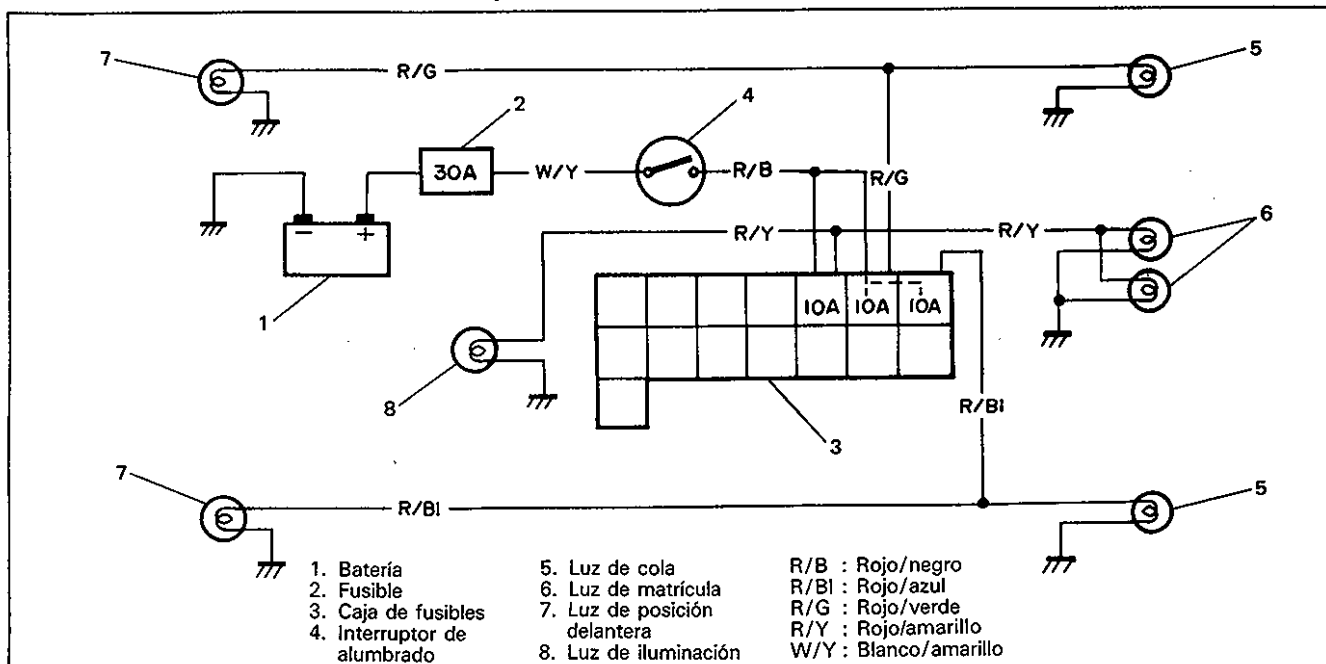 7
R/G
5
2
4
30A
W/Y
R/B
R/G
6
− +
R/Y
R/Y
1
10A 10A 10A
8
R/Bl
3
7
R/Bl
5
1. Batería
2. Fusible
3. Caja de fusibles
4. Interruptor de
alumbrado
5. Luz de cola
6. Luz de matrícula
7. Luz de posición
delantera
8. Luz de iluminación
R/B : Rojo/negro
R/Bl : Rojo/azul
R/G : Rojo/verde
R/Y : Rojo/amarillo
W/Y : Blanco/amarillo